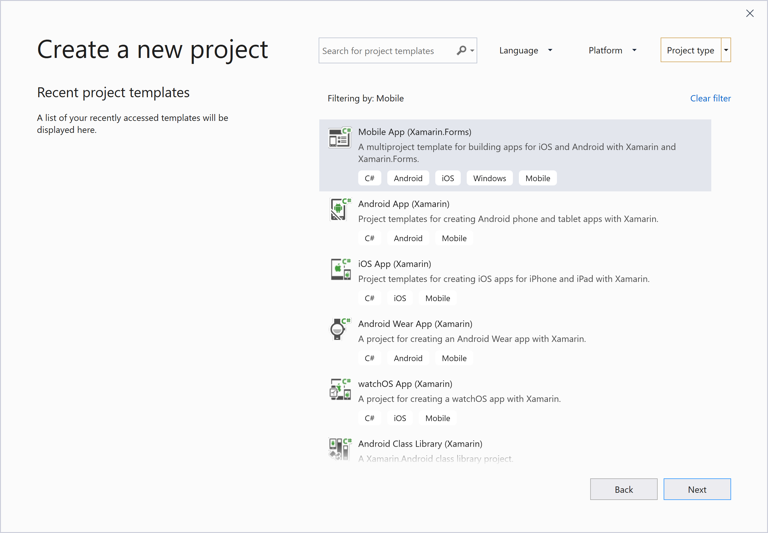 Create a new project
Search for project templates
Language
Platform
Project type
Recent project templates
A list of your recently accessed templates will be
displayed here.
Filtering by: Mobile
Clear filter
Mobile App (Xamarin.Forms)
A multiproject template for building apps for iOS and Android with Xamarin and
Xamarin.Forms.
C# Android iOS Windows Mobile
Android App (Xamarin)
Project templates for creating Android phone and tablet apps with Xamarin.
C# Android Mobile
iOS App (Xamarin)
Project templates for creating iOS apps for iPhone and iPad with Xamarin.
C# iOS Mobile
Android Wear App (Xamarin)
A project for creating an Android Wear app with Xamarin.
C# Android Mobile
watchOS App (Xamarin)
A project for creating a watchOS app with Xamarin.
C# iOS Mobile
Android Class Library (Xamarin)
A Xamarin.Android class library project.
Back
Next